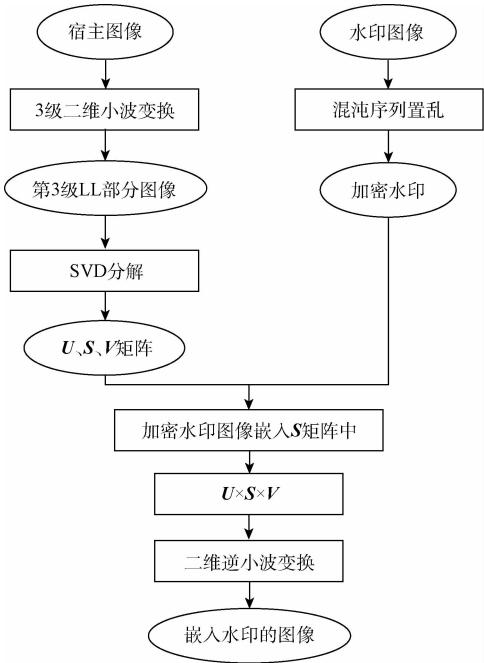 宿主图像
水印图像
3级二维小波变换
混沌序列置乱
第3级LL部分图像
加密水印
SVD分解
U、S、V矩阵
加密水印图像嵌入S矩阵中
U×S×V
二维逆小波变换
嵌入水印的图像